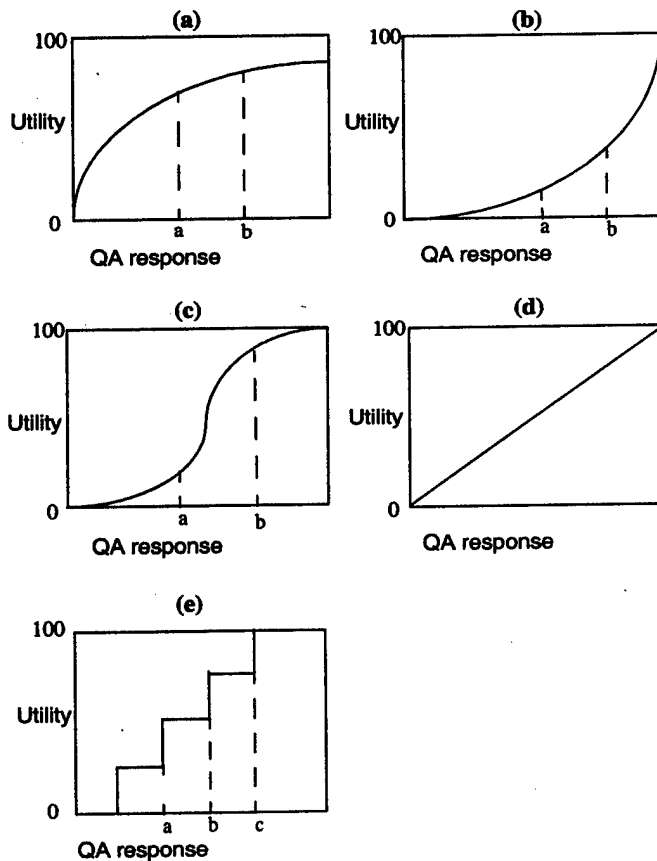 (a)
100
Utility
0
a b
QA response
(b)
100
Utility
0
a b
QA response
(c)
100
Utility
0
a b
QA response
(d)
100
Utility
0
QA response
(e)
100
Utility
0
a b c
QA response